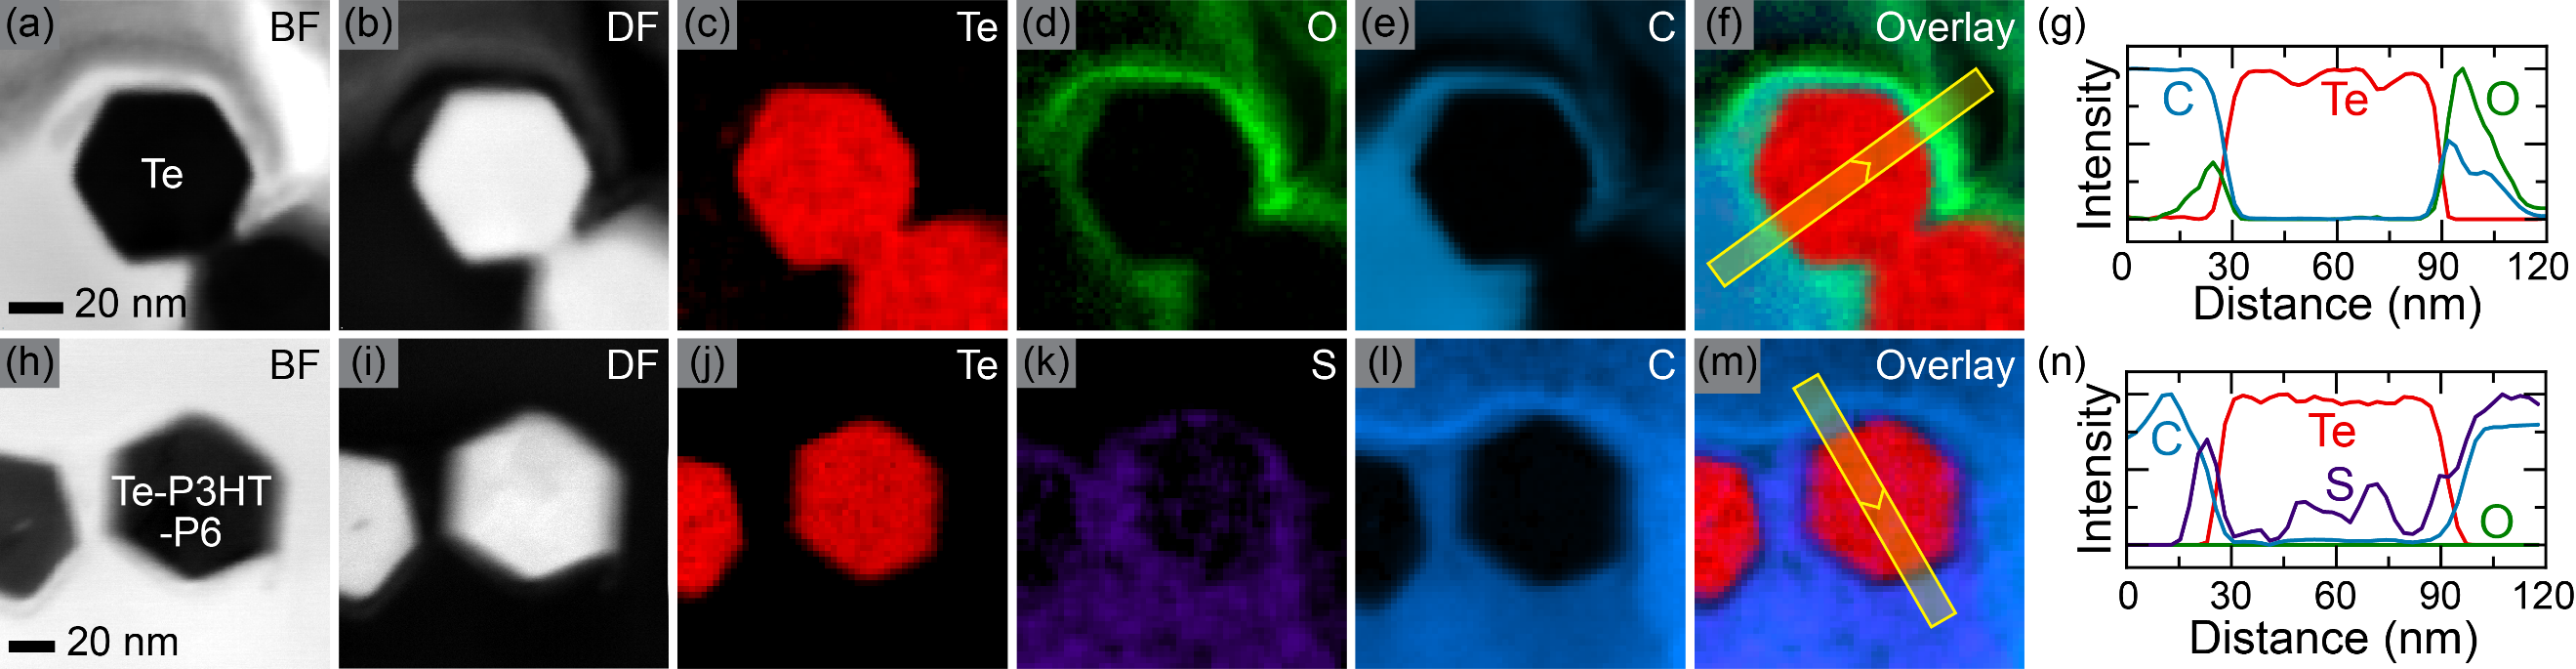 (a) BF
Te
20 nm
(b) DF
(c) Te
(d) O
(e) C
(f) Overlay
(g)
Intensity
C Te O
0 30 60 90 120
Distance (nm)
(h) BF
Te-P3HT
-P6
20 nm
(i) DF
(j) Te
(k) S
(l) C
(m) Overlay
(n)
Intensity
C Te S O
0 30 60 90 120
Distance (nm)